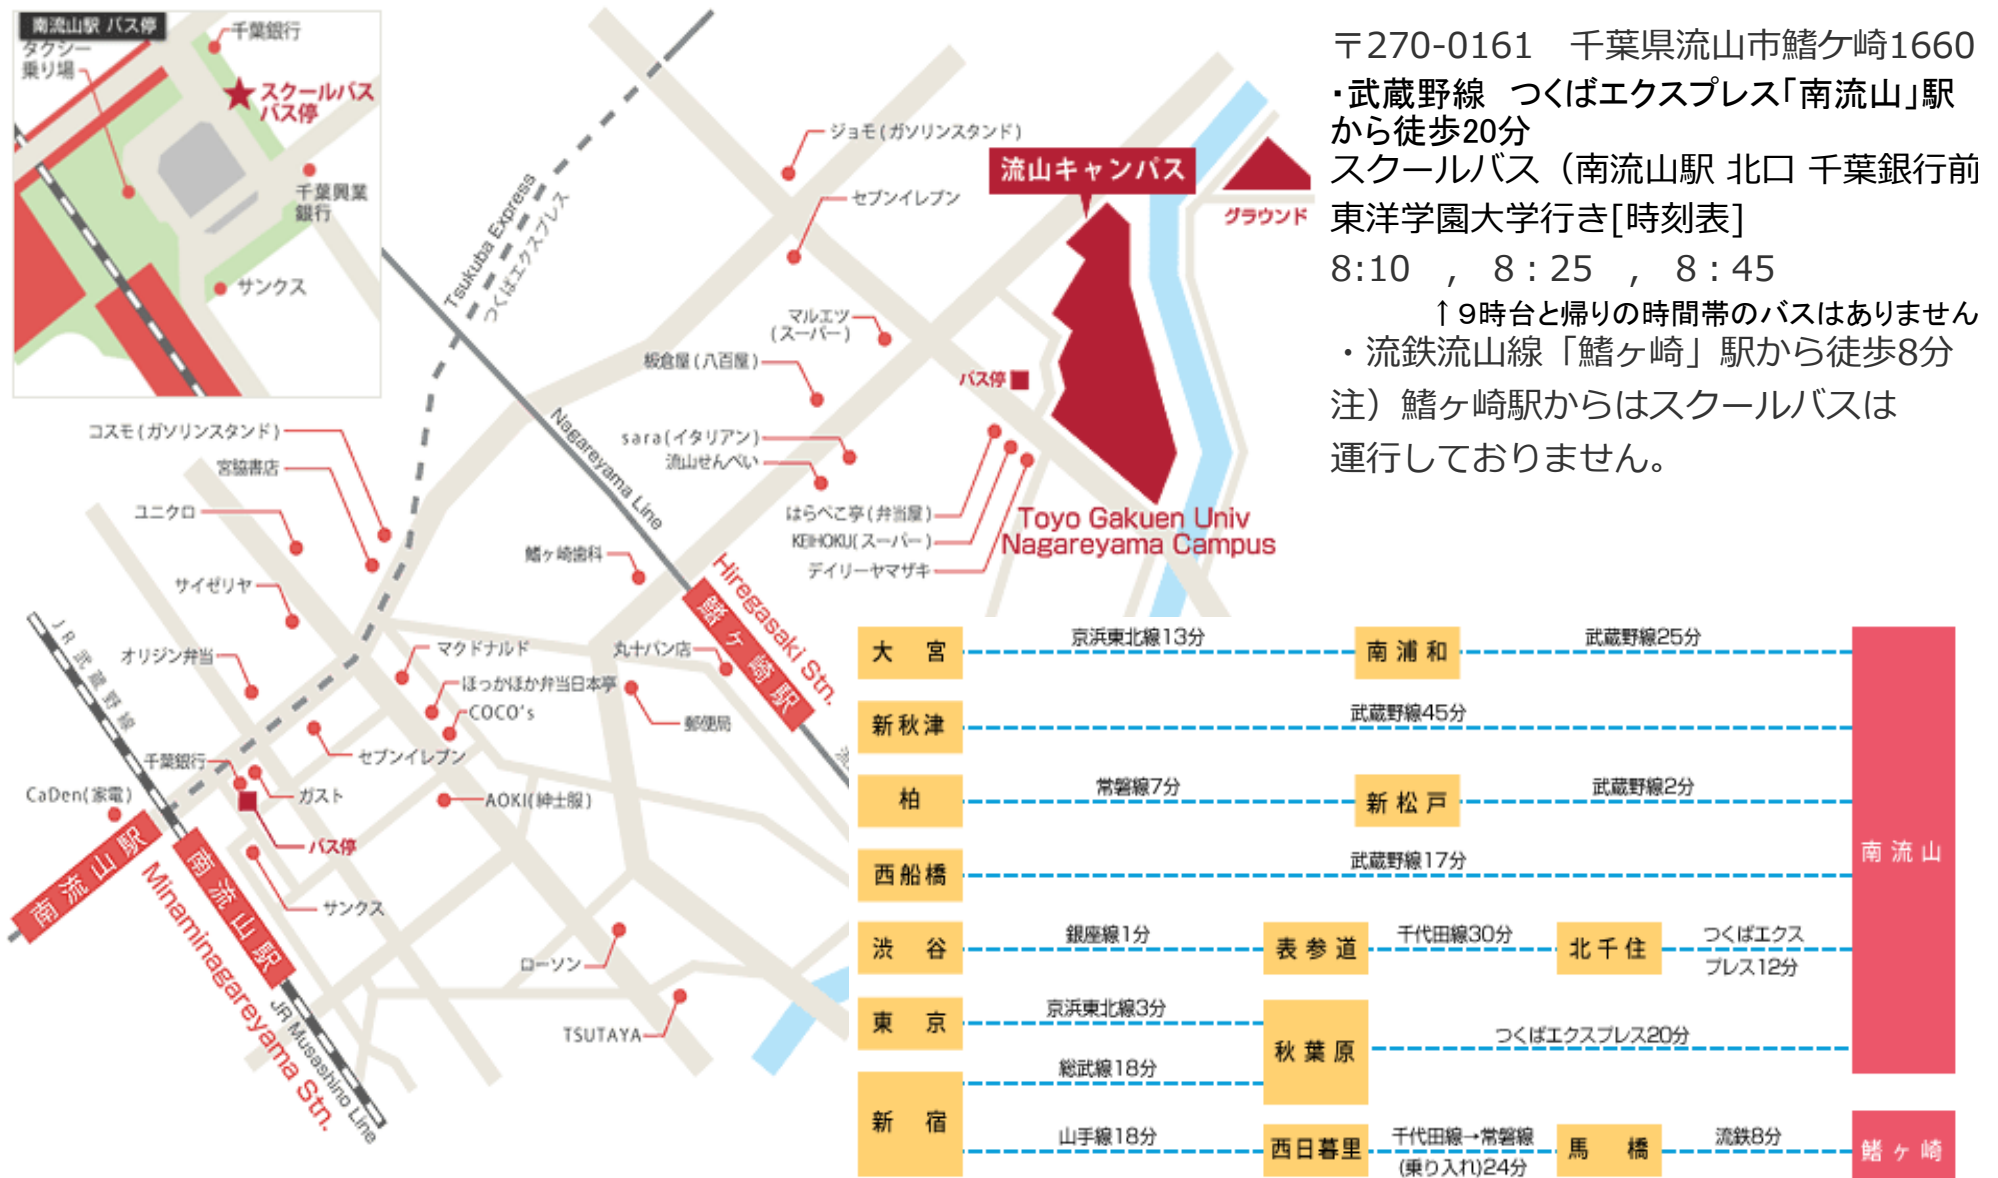 南流山駅 バス停
タクシー
乗り場
千葉銀行
スクールバス
バス停
千葉興業
銀行
サンクス
〒270-0161　千葉県流山市鰭ケ崎1660
・武蔵野線　つくばエクスプレス「南流山」駅
から徒歩20分
スクールバス（南流山駅 北口 千葉銀行前
東洋学園大学行き[時刻表]
8:10　,　8：25　,　8：45
↑９時台と帰りの時間帯のバスはありません
・流鉄流山線「鰭ヶ崎」駅から徒歩8分
注）鰭ヶ崎駅からはスクールバスは
運行しておりません。
Tsukuba Express
つくばエクスプレス
ジョモ(ガソリンスタンド)
セブンイレブン
流山キャンパス
グラウンド
マルエツ
(スーパー)
板倉屋(八百屋)
バス停
sara(イタリアン)
流山せんべい
はらぺこ亭(弁当屋)
KEIHOKU(スーパー)
デイリーヤマザキ
Toyo Gakuen Univ
Nagareyama Campus
Nagareyama Line
コスモ(ガソリンスタンド)
宮脇書店
ユニクロ
サイゼリヤ
オリジン弁当
鰭ヶ崎歯科
Hiregasaki Stn.
鰭ヶ崎駅
丸十パン店
郵便局
マクドナルド
ほっかほか弁当日本亭
COCO's
セブンイレブン
AOKI(紳士服)
JR武蔵野線
千葉銀行
CaDen(家電)
ガスト
バス停
サンクス
南流山駅
南流山駅
Minaminagareyama Stn.
JR Musashino Line
ローソン
TSUTAYA
流
大宮
京浜東北線13分
南浦和
武蔵野線25分
新秋津
武蔵野線45分
柏
常磐線7分
新松戸
武蔵野線2分
西船橋
武蔵野線17分
南流山
渋谷
銀座線1分
表参道
千代田線30分
北千住
つくばエクス
プレス12分
東京
京浜東北線3分
秋葉原
つくばエクスプレス20分
総武線18分
新宿
山手線18分
西日暮里
千代田線→常磐線
(乗り入れ)24分
馬橋
流鉄8分
鰭ヶ崎